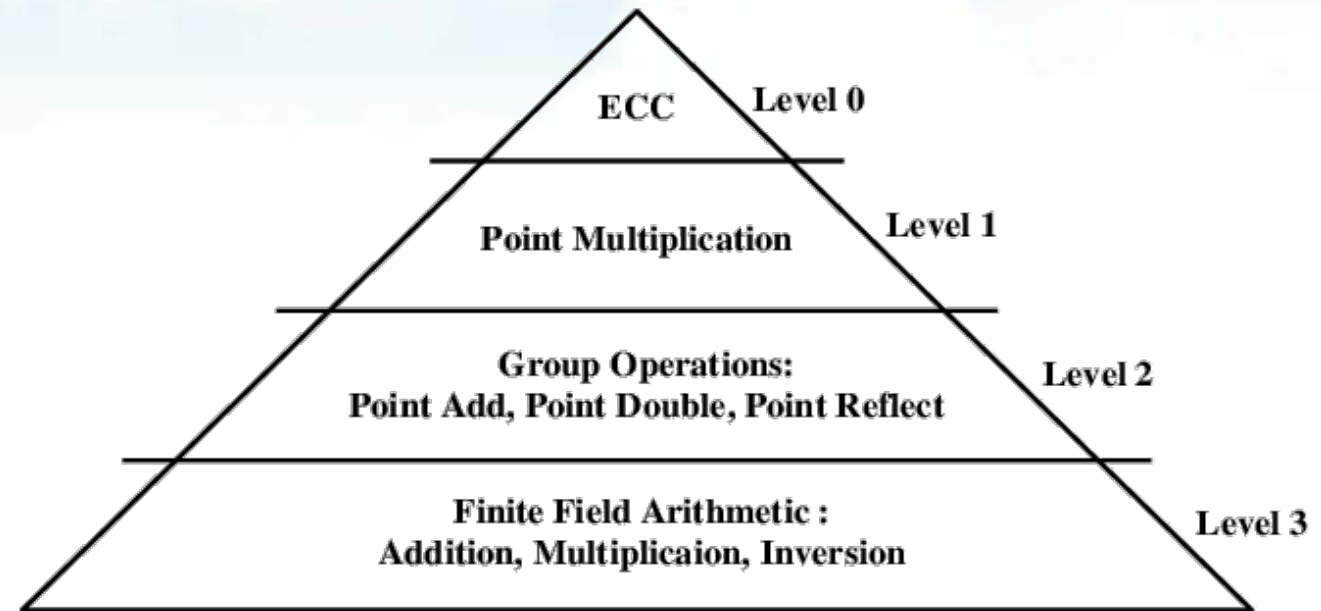 ECC
Level 0
Point Multiplication
Level 1
Group Operations:
Point Add, Point Double, Point Reflect
Level 2
Finite Field Arithmetic :
Addition, Multiplicaion, Inversion
Level 3